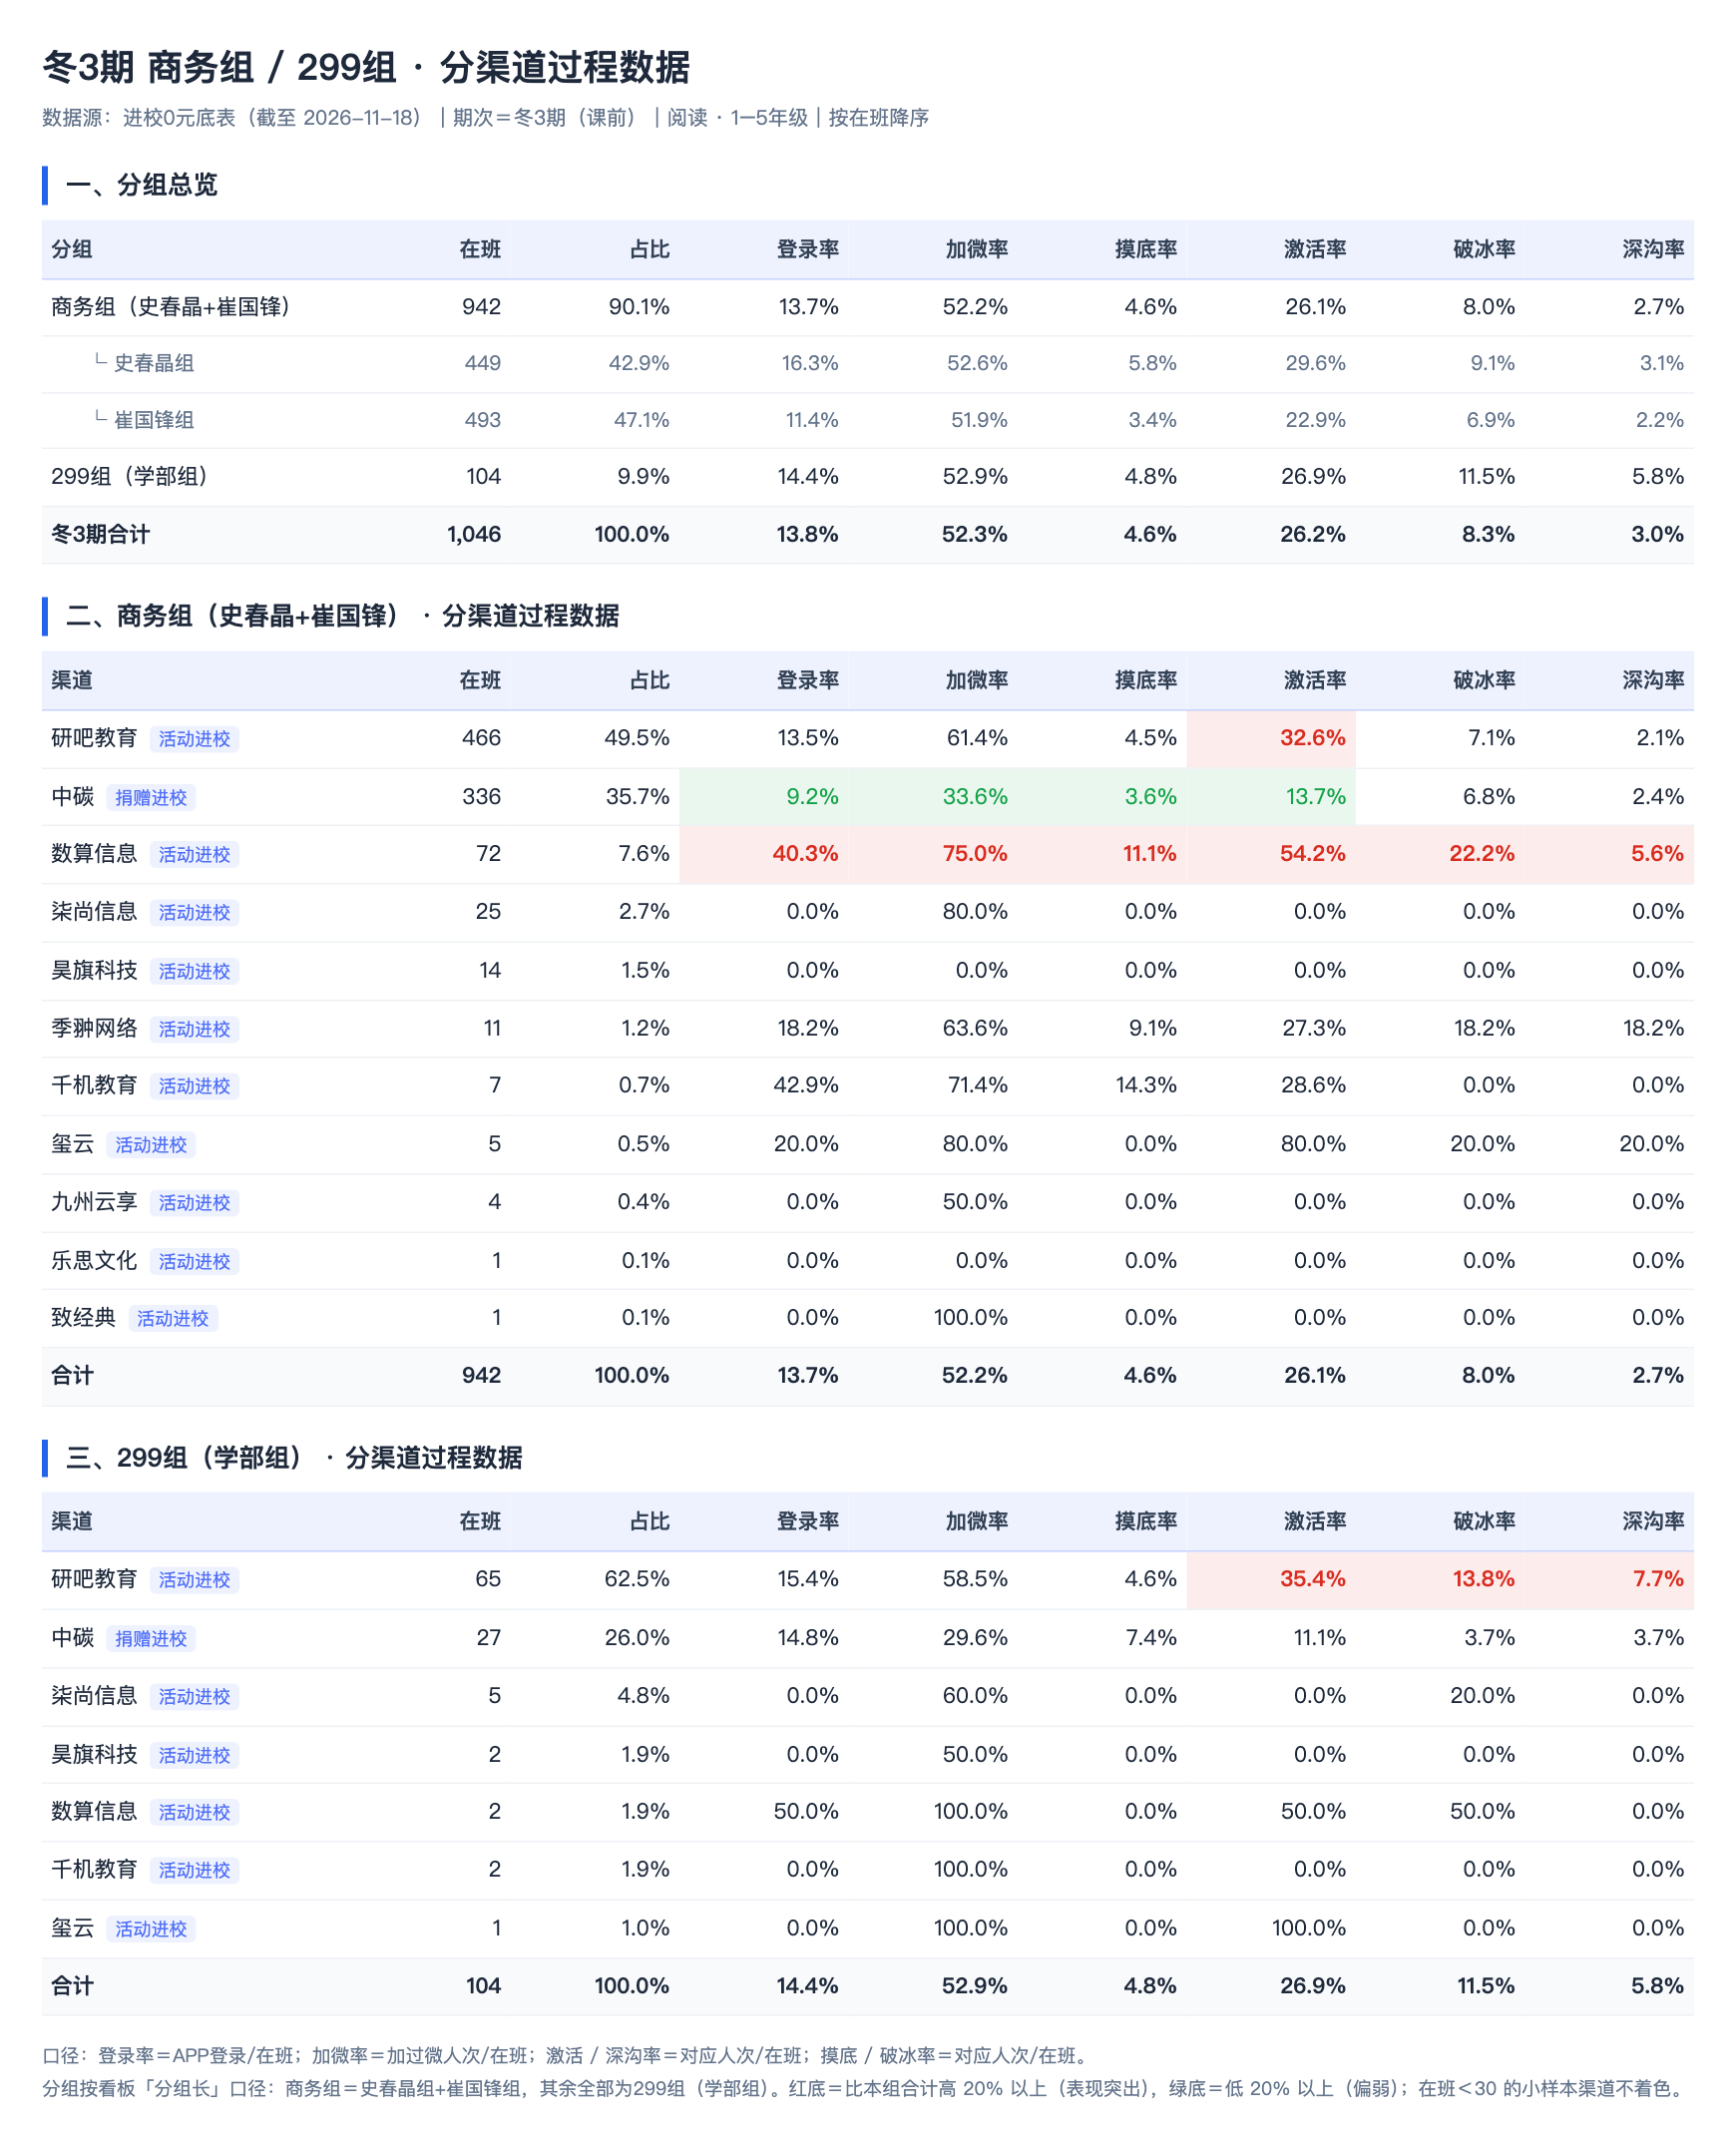 冬3期 商务组 / 299组 · 分渠道过程数据
数据源：进校0元底表（截至 2026-11-18）｜期次＝冬3期（课前）｜阅读 · 1—5年级｜按在班降序
一、分组总览
分组 在班 占比 登录率 加微率 摸底率 激活率 破冰率 深沟率
商务组（史春晶+崔国锋） 942 90.1% 13.7% 52.2% 4.6% 26.1% 8.0% 2.7%
└ 史春晶组 449 42.9% 16.3% 52.6% 5.8% 29.6% 9.1% 3.1%
└ 崔国锋组 493 47.1% 11.4% 51.9% 3.4% 22.9% 6.9% 2.2%
299组（学部组） 104 9.9% 14.4% 52.9% 4.8% 26.9% 11.5% 5.8%
冬3期合计 1,046 100.0% 13.8% 52.3% 4.6% 26.2% 8.3% 3.0%
二、商务组（史春晶+崔国锋） · 分渠道过程数据
渠道 在班 占比 登录率 加微率 摸底率 激活率 破冰率 深沟率
研吧教育 活动进校 466 49.5% 13.5% 61.4% 4.5% 32.6% 7.1% 2.1%
中碳 捐赠进校 336 35.7% 9.2% 33.6% 3.6% 13.7% 6.8% 2.4%
数算信息 活动进校 72 7.6% 40.3% 75.0% 11.1% 54.2% 22.2% 5.6%
柒尚信息 活动进校 25 2.7% 0.0% 80.0% 0.0% 0.0% 0.0% 0.0%
昊旗科技 活动进校 14 1.5% 0.0% 0.0% 0.0% 0.0% 0.0% 0.0%
季翀网络 活动进校 11 1.2% 18.2% 63.6% 9.1% 27.3% 18.2% 18.2%
千机教育 活动进校 7 0.7% 42.9% 71.4% 14.3% 28.6% 0.0% 0.0%
玺云 活动进校 5 0.5% 20.0% 80.0% 0.0% 80.0% 20.0% 20.0%
九州云享 活动进校 4 0.4% 0.0% 50.0% 0.0% 0.0% 0.0% 0.0%
乐思文化 活动进校 1 0.1% 0.0% 0.0% 0.0% 0.0% 0.0% 0.0%
致经典 活动进校 1 0.1% 0.0% 100.0% 0.0% 0.0% 0.0% 0.0%
合计 942 100.0% 13.7% 52.2% 4.6% 26.1% 8.0% 2.7%
三、299组（学部组） · 分渠道过程数据
渠道 在班 占比 登录率 加微率 摸底率 激活率 破冰率 深沟率
研吧教育 活动进校 65 62.5% 15.4% 58.5% 4.6% 35.4% 13.8% 7.7%
中碳 捐赠进校 27 26.0% 14.8% 29.6% 7.4% 11.1% 3.7% 3.7%
柒尚信息 活动进校 5 4.8% 0.0% 60.0% 0.0% 0.0% 20.0% 0.0%
昊旗科技 活动进校 2 1.9% 0.0% 50.0% 0.0% 0.0% 0.0% 0.0%
数算信息 活动进校 2 1.9% 50.0% 100.0% 0.0% 50.0% 50.0% 0.0%
千机教育 活动进校 2 1.9% 0.0% 100.0% 0.0% 0.0% 0.0% 0.0%
玺云 活动进校 1 1.0% 0.0% 100.0% 0.0% 100.0% 0.0% 0.0%
合计 104 100.0% 14.4% 52.9% 4.8% 26.9% 11.5% 5.8%
口径：登录率＝APP登录/在班；加微率＝加过微人次/在班；激活 / 深沟率＝对应人次/在班；摸底 / 破冰率＝对应人次/在班。
分组按看板「分组长」口径：商务组＝史春晶组+崔国锋组，其余全部为299组（学部组）。红底＝比本组合计高 20% 以上（表现突出），绿底＝低 20% 以上（偏弱）；在班＜30 的小样本渠道不着色。